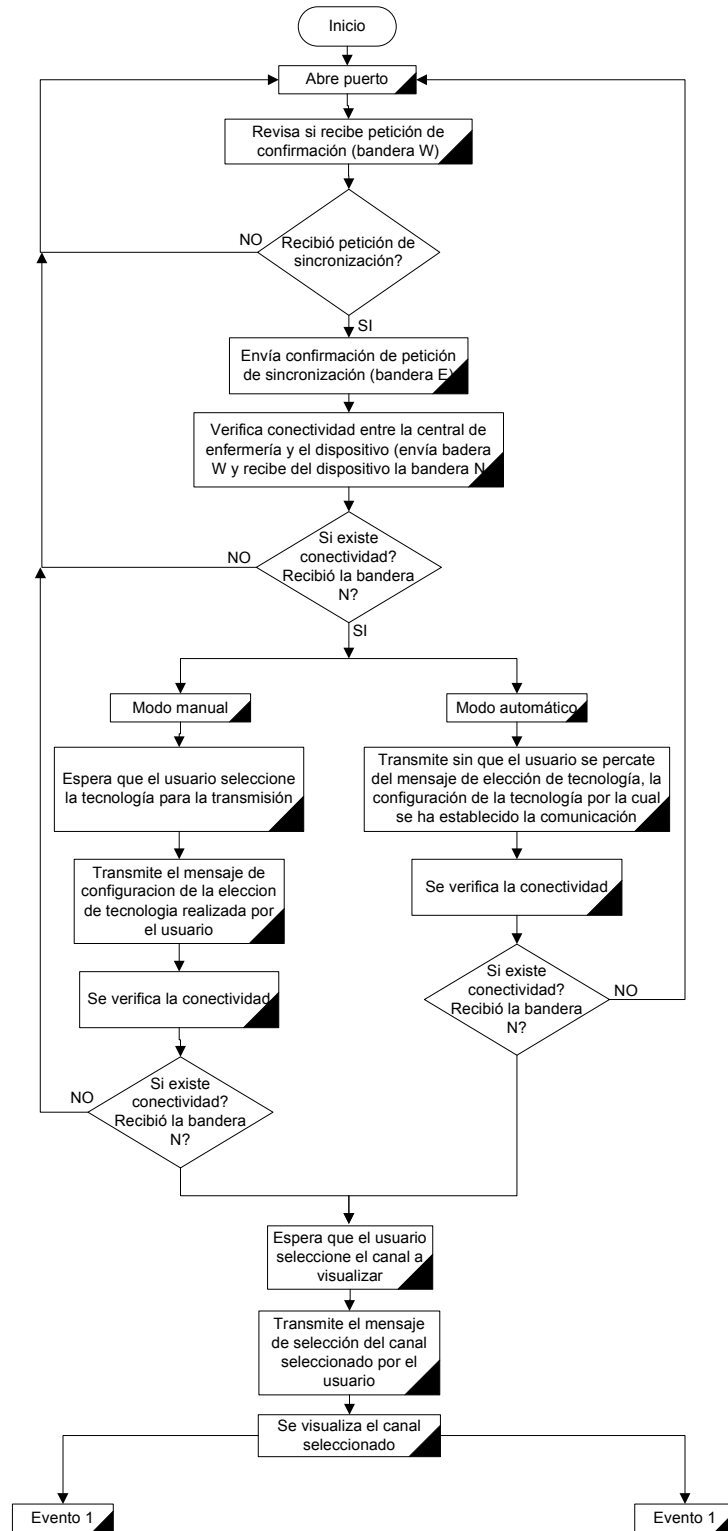 Inicio
Abre puerto
Revisa si recibe petición de
confirmación (bandera W)
NO
Recibió petición de
sincronización?
SI
Envía confirmación de petición
de sincronización (bandera E)
Verifica conectividad entre la central de
enfermería y el dispositivo (envía badera
W y recibe del dispositivo la bandera N
NO
Si existe
conectividad?
Recibió la bandera
N?
SI
Modo manual
Modo automático
Espera que el usuario seleccione
la tecnología para la transmisión
Transmite sin que el usuario se percate
del mensaje de elección de tecnología, la
configuración de la tecnología por la cual
se ha establecido la comunicación
Transmite el mensaje de
configuracion de la eleccion
de tecnologia realizada por
el usuario
Se verifica la conectividad
Se verifica la conectividad
Si existe
conectividad?
Recibió la bandera
N?
NO
NO
Si existe
conectividad?
Recibió la bandera
N?
Espera que el usuario
seleccione el canal a
visualizar
Transmite el mensaje
de selección del canal
seleccionado por el
usuario
Se visualiza el canal
seleccionado
Evento 1
Evento 1